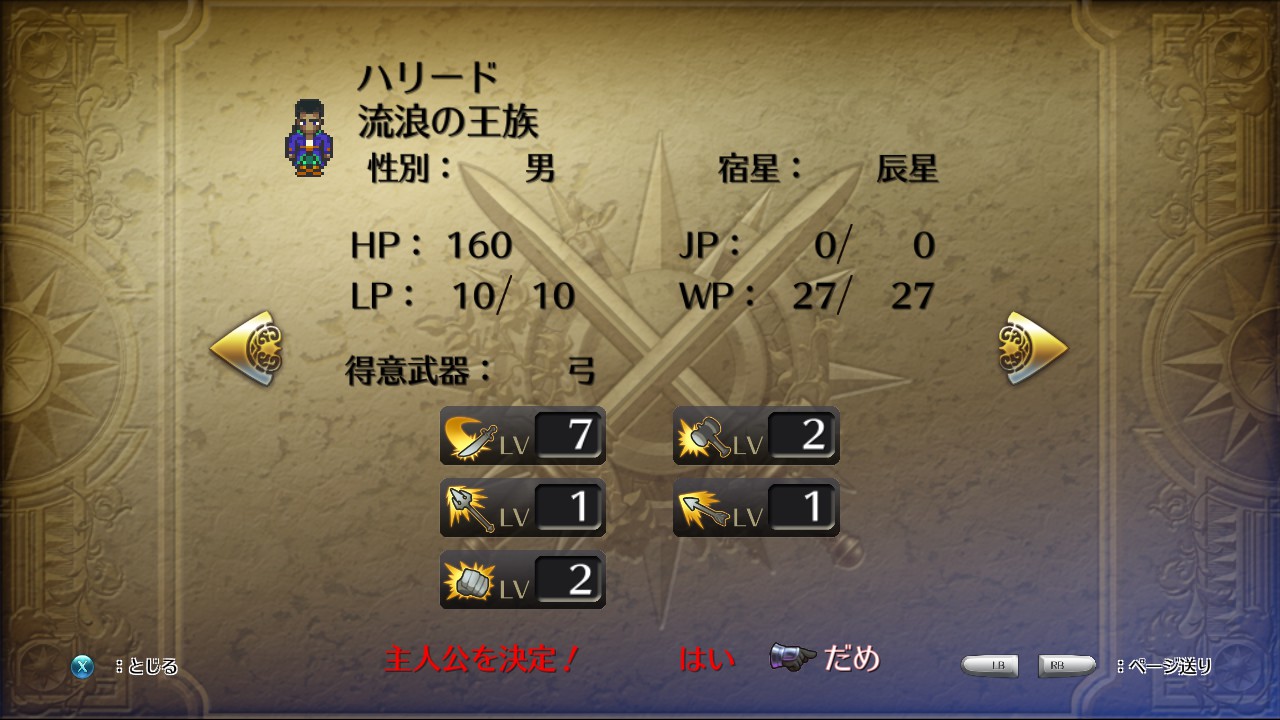 ハリード
流浪の王族
性別： 男 宿星： 辰星
HP： 160 JP： 0/ 0
LP： 10/ 10 WP： 27/ 27
得意武器： 弓
LV 7 LV 2
LV 1 LV 1
LV 2
主人公を決定！ はい だめ
X ：とじる LB RB ：ページ送り